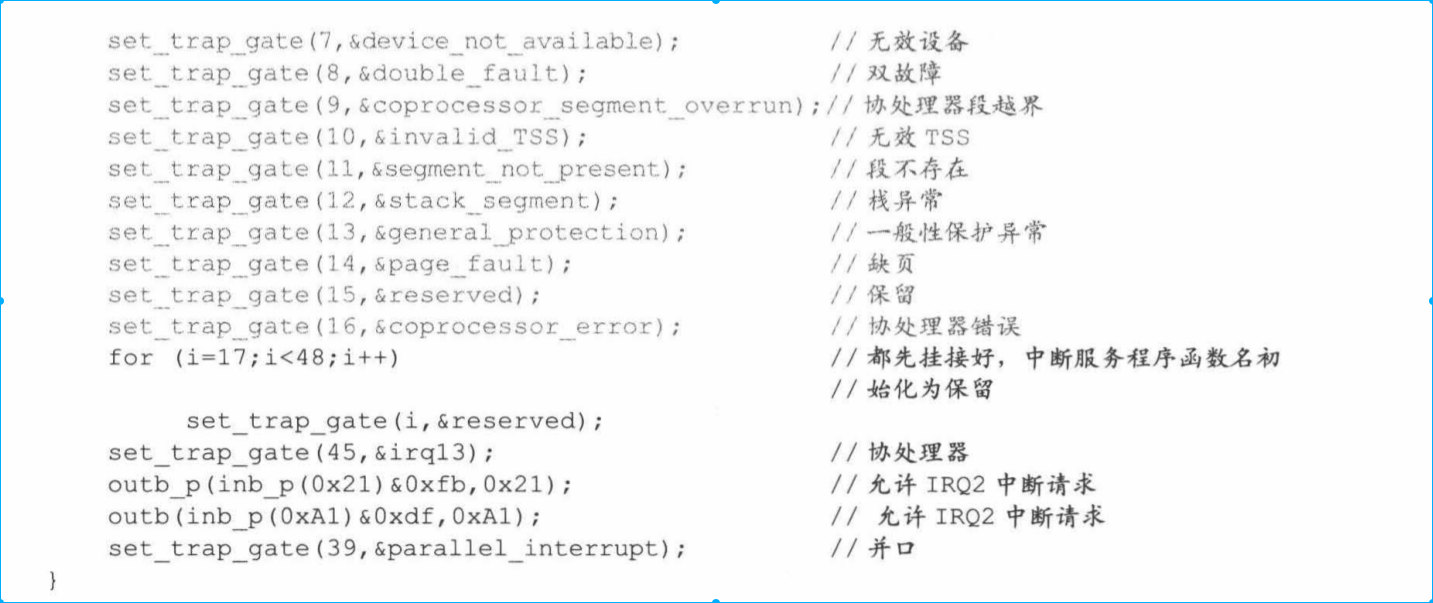 set_trap_gate(7,&device_not_available); //无效设备
set_trap_gate(8,&double_fault); //双故障
set_trap_gate(9,&coprocessor_segment_overrun);//协处理器段越界
set_trap_gate(10,&invalid_TSS); //无效 TSS
set_trap_gate(11,&segment_not_present); //段不存在
set_trap_gate(12,&stack_segment); //栈异常
set_trap_gate(13,&general_protection); //一般性保护异常
set_trap_gate(14,&page_fault); //缺页
set_trap_gate(15,&reserved); //保留
set_trap_gate(16,&coprocessor_error); //协处理器错误
for (i=17;i<48;i++) //都先挂接好，中断服务程序函数名初
//始化为保留
set_trap_gate(i,&reserved);
set_trap_gate(45,&irq13); //协处理器
outb_p(inb_p(0x21)&0xfb,0x21); //允许 IRQ2 中断请求
outb(inb_p(0xA1)&0xdf,0xA1); // 允许 IRQ2 中断请求
set_trap_gate(39,&parallel_interrupt); //并口
}